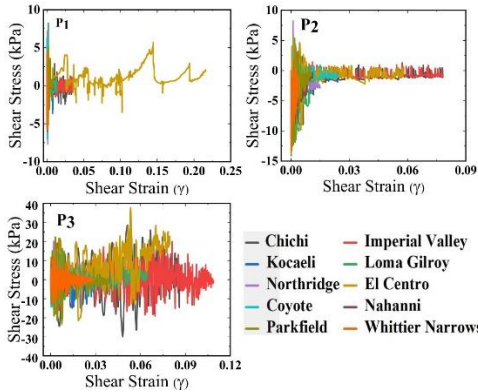 P1
Shear Stress (kPa)
10
5
0
-5
-10
0.00 0.05 0.10 0.15 0.20 0.25
Shear Strain (γ)
P2
Shear Stress (kPa)
10
5
0
-5
-10
-15
0.00 0.03 0.06 0.09
Shear Strain (γ)
P3
Shear Stress (kPa)
40
30
20
10
0
-10
-20
-30
-40
0.00 0.03 0.06 0.09 0.12
Shear Strain (γ)
Chichi Imperial Valley
Kocaeli Loma Gilroy
Northridge El Centro
Coyote Nahanni
Parkfield Whittier Narrows